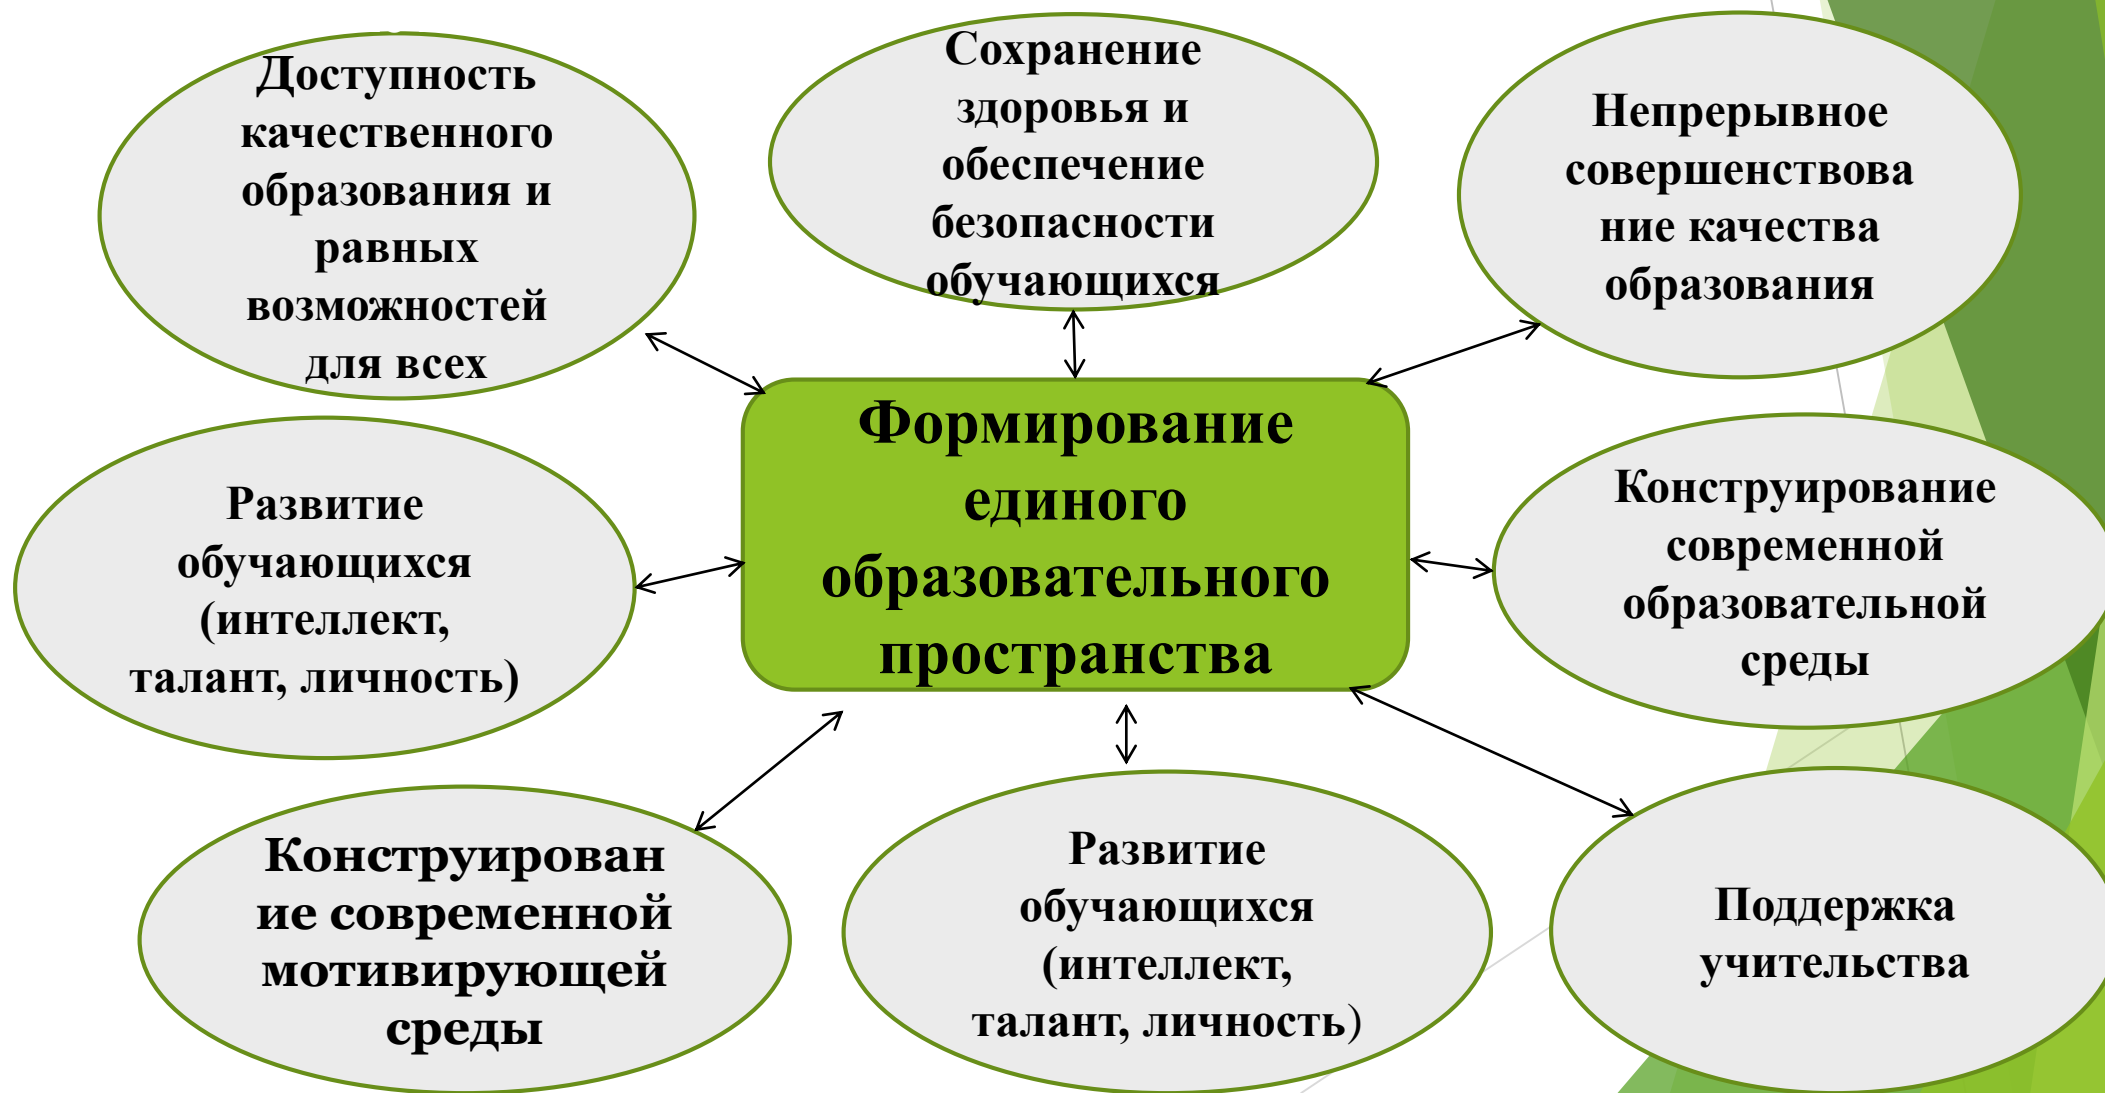 Доступность
качественного
образования и
равных
возможностей
для всех
Сохранение
здоровья и
обеспечение
безопасности
обучающихся
Непрерывное
совершенствова
ние качества
образования
Развитие
обучающихся
(интеллект,
талант, личность)
Формирование
единого
образовательного
пространства
Конструирование
современной
образовательной
среды
Конструирован
ие современной
мотивирующей
среды
Развитие
обучающихся
(интеллект,
талант, личность)
Поддержка
учительства